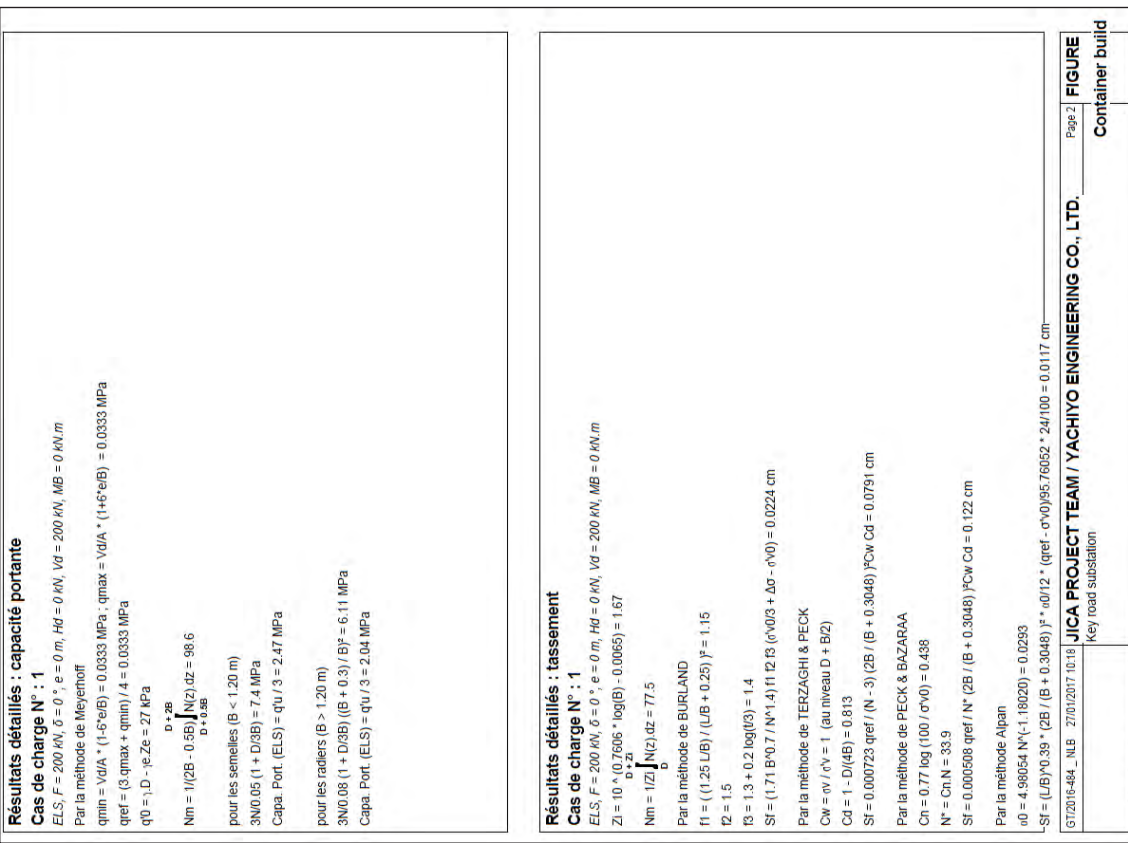 Résultats détaillés : capacité portante
Cas de charge N° : 1
ELS, F = 200 kN, δ = 0 °, e = 0 m, Hd = 0 kN, Vd = 200 kN, MB = 0 kN.m
Par la méthode de Meyerhoff
qmin = Vd/A * (1-6*e/B) = 0.0333 MPa ; qmax = Vd/A * (1+6*e/B) = 0.0333 MPa
qref = (3.qmax + qmin) / 4 = 0.0333 MPa
q'0 = γ.D - γe.Ze = 27 kPa
D + 2B
Nm = 1/(2B - 0.5B)∫N(z).dz = 98.6
D + 0.5B
pour les semelles (B < 1.20 m)
3N/0.05 (1 + D/3B) = 7.4 MPa
Capa. Port. (ELS) = q'u / 3 = 2.47 MPa
pour les radiers (B > 1.20 m)
3N/0.08 (1 + D/3B) ((B + 0.3) / B)² = 6.11 MPa
Capa. Port. (ELS) = q'u / 3 = 2.04 MPa
Résultats détaillés : tassement
Cas de charge N° : 1
ELS, F = 200 kN, δ = 0 °, e = 0 m, Hd = 0 kN, Vd = 200 kN, MB = 0 kN.m
Zi = 10 ^ (0.7606 * log(B) - 0.0065) = 1.67
D + Zi
Nm = 1/Zi∫N(z).dz = 77.5
D
Par la méthode de BURLAND
f1 = ( (1.25 L/B) / (L/B + 0.25) )² = 1.15
f2 = 1.5
f3 = 1.3 + 0.2 log(t/3) = 1.4
Sf = (1.71 B^0.7 / N^1.4) f1 f2 f3 (σ'v0/3 + Δσ - σ'v0) = 0.0224 cm
Par la méthode de TERZAGHI & PECK
Cw = σv / σ'v = 1 (au niveau D + B/2)
Cd = 1 - D/(4B) = 0.813
Sf = 0.000723 qref / (N - 3) (2B / (B + 0.3048) )²Cw Cd = 0.0791 cm
Par la méthode de PECK & BAZARAA
Cn = 0.77 log (100 / σ'v0) = 0.438
N* = Cn.N = 33.9
Sf = 0.000508 qref / N* (2B / (B + 0.3048) )²Cw Cd = 0.122 cm
Par la méthode Alpan
α0 = 4.98054 N^(-1.18020) = 0.0293
Sf = (L/B)^0.39 * (2B / (B + 0.3048) )² * α0/12 * (qref - σ'v0)/95.76052 * 24/100 = 0.0117 cm
GT/2016-484 .. NLB 27/01/2017 10:18 JICA PROJECT TEAM / YACHIYO ENGINEERING CO., LTD. Page 2 FIGURE
Key road substation
Container build